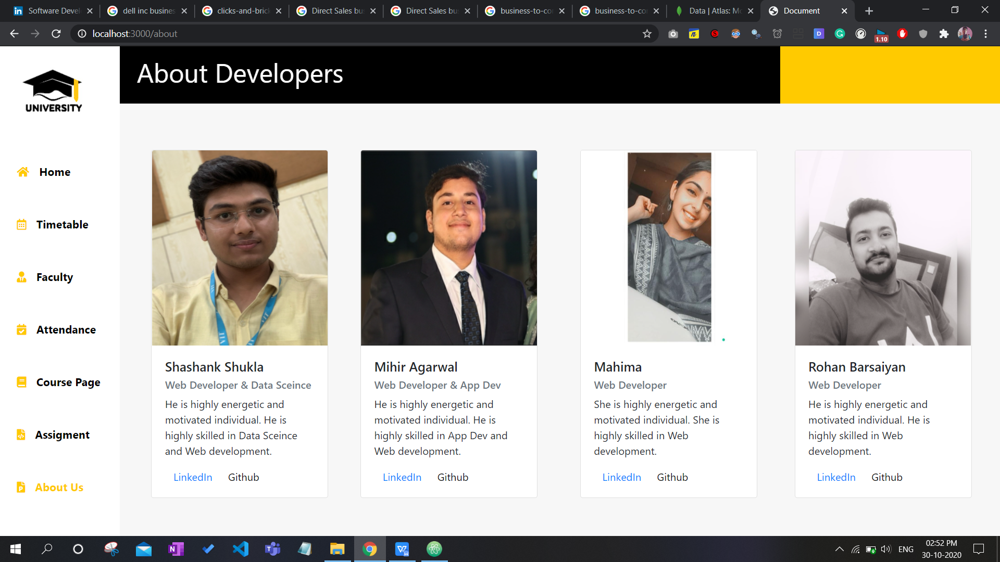 Software Devel
dell inc busines
clicks-and-brick
Direct Sales bu
Direct Sales bu
business-to-co
business-to-co
Data | Atlas: Mo
Document
localhost:3000/about
1.10
UNIVERSITY
About Developers
Home
Timetable
Faculty
Attendance
Course Page
Assigment
About Us
VIT
Shashank Shukla
Web Developer & Data Sceince
He is highly energetic and
motivated individual. He is
highly skilled in Data Sceince
and Web development.
LinkedIn Github
Mihir Agarwal
Web Developer & App Dev
He is highly energetic and
motivated individual. He is
highly skilled in App Dev and
Web development.
LinkedIn Github
Mahima
Web Developer
She is highly energetic and
motivated individual. She is
highly skilled in Web
development.
LinkedIn Github
Rohan Barsaiyan
Web Developer
He is highly energetic and
motivated individual. He is
highly skilled in Web
development.
LinkedIn Github
ENG
02:52 PM
30-10-2020